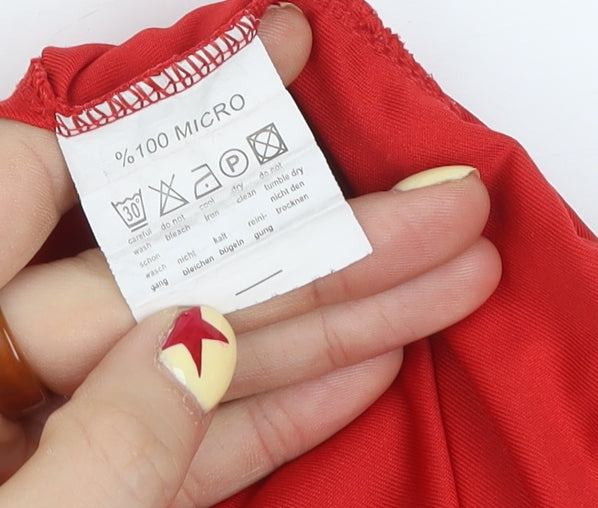 %100 MICRO
30° P
careful do not cool dry do not
wash bleach iron clean tumble dry
schon nicht kalt reini- nicht den
wasch bleichen bügeln gung trocknen
gang